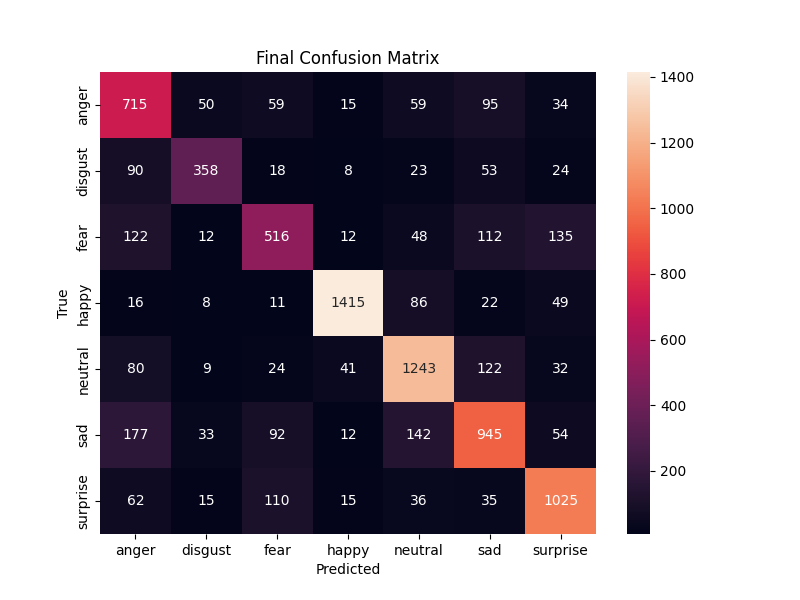 Final Confusion Matrix
True
anger 715 50 59 15 59 95 34
disgust 90 358 18 8 23 53 24
fear 122 12 516 12 48 112 135
happy 16 8 11 1415 86 22 49
neutral 80 9 24 41 1243 122 32
sad 177 33 92 12 142 945 54
surprise 62 15 110 15 36 35 1025
anger disgust fear happy neutral sad surprise
Predicted
1400
1200
1000
800
600
400
200